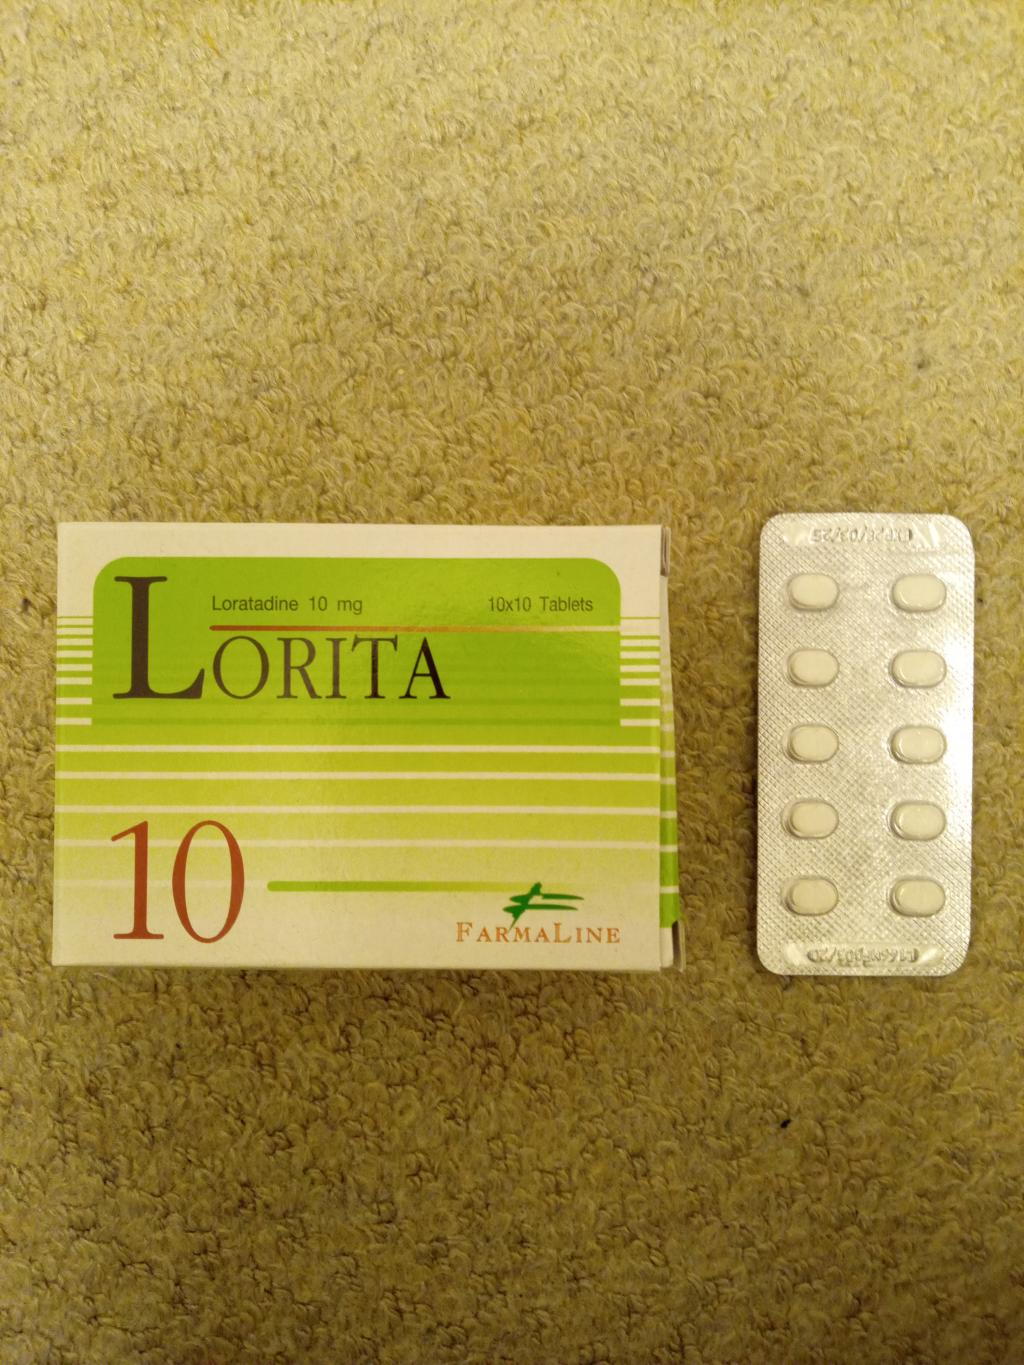 Loratadine 10 mg
10x10 Tablets
LORITA
10
FARMALINE